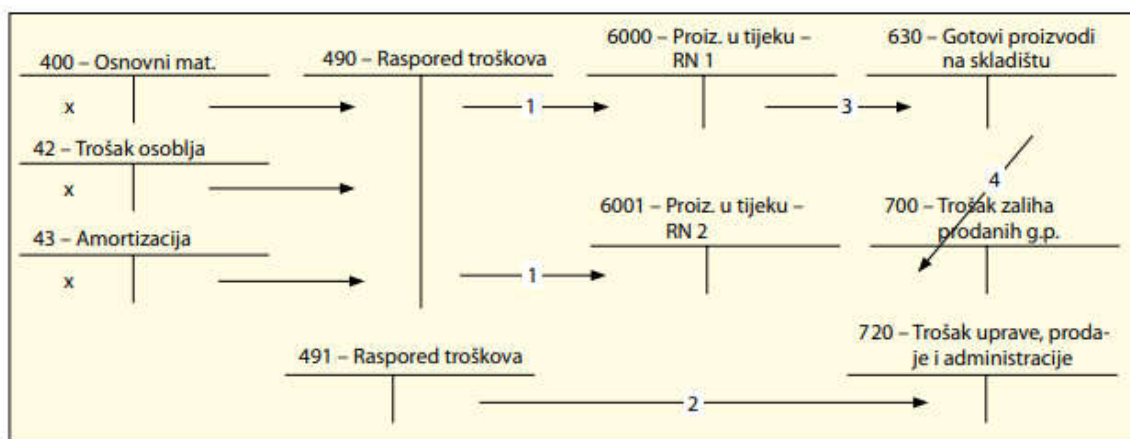 400 – Osnovni mat.
490 – Raspored troškova
6000 – Proiz. u tijeku –
RN 1
630 – Gotovi proizvodi
na skladištu
x
1
3
42 – Trošak osoblja
x
4
43 – Amortizacija
x
6001 – Proiz. u tijeku –
RN 2
700 – Trošak zaliha
prodanih g.p.
1
491 – Raspored troškova
720 – Trošak uprave, proda-
je i administracije
2